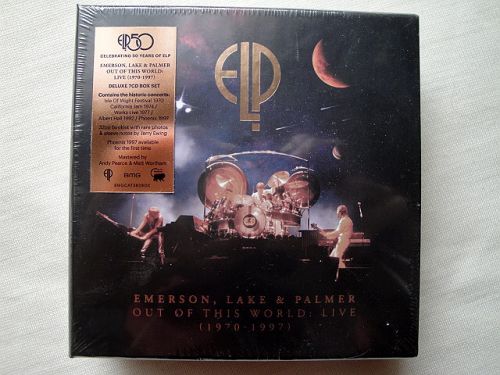 ELP50
CELEBRATING 50 YEARS OF ELP
EMERSON, LAKE & PALMER
OUT OF THIS WORLD:
LIVE (1970-1997)
DELUXE 7CD BOX SET
Contains the historic concerts:
Isle Of Wight Festival 1970
California Jam 1974 /
Works Live 1977 /
Albert Hall 1992 / Phoenix 1997
booklet with rare photos
& sleeve notes by Jerry Ewing
Phoenix 1997 available
for the first time
Mastered by
Andy Pearce & Matt Wortham
ELP BMG
ELP
EMERSON, LAKE & PALMER
OUT OF THIS WORLD: LIVE
(1970-1997)